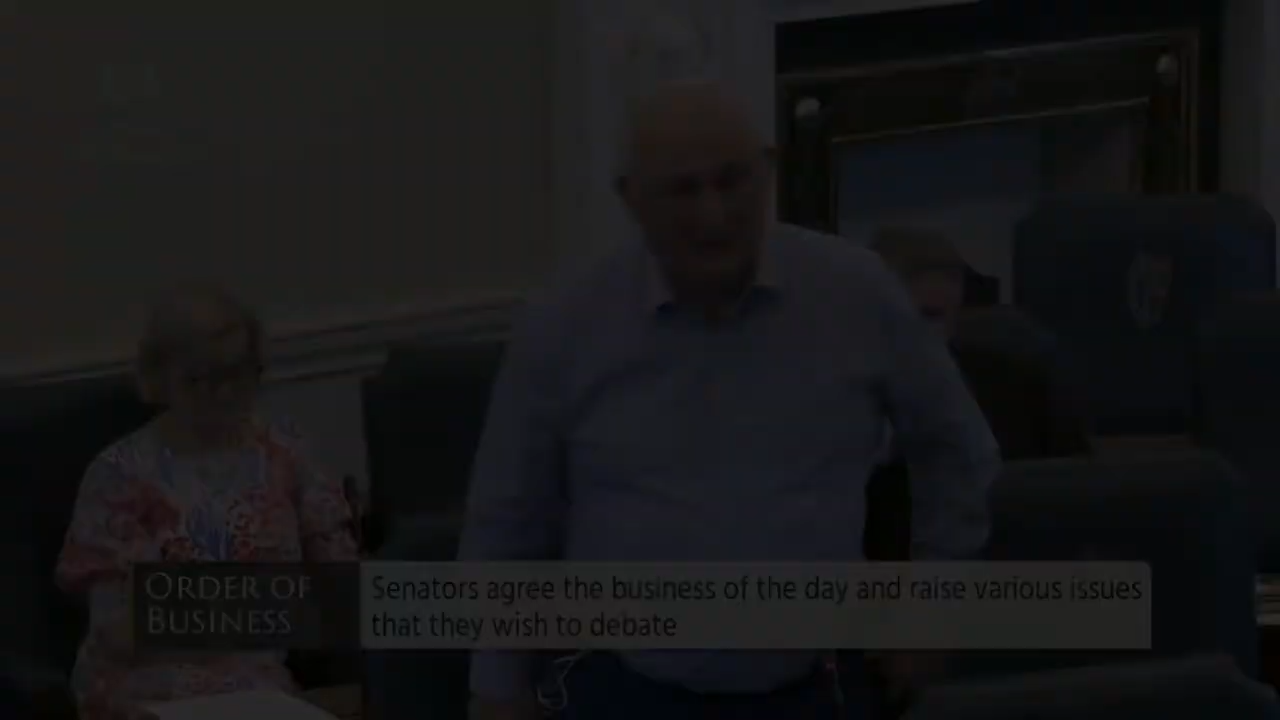 ORDER OF
BUSINESS
Senators agree the business of the day and raise various issues
that they wish to debate